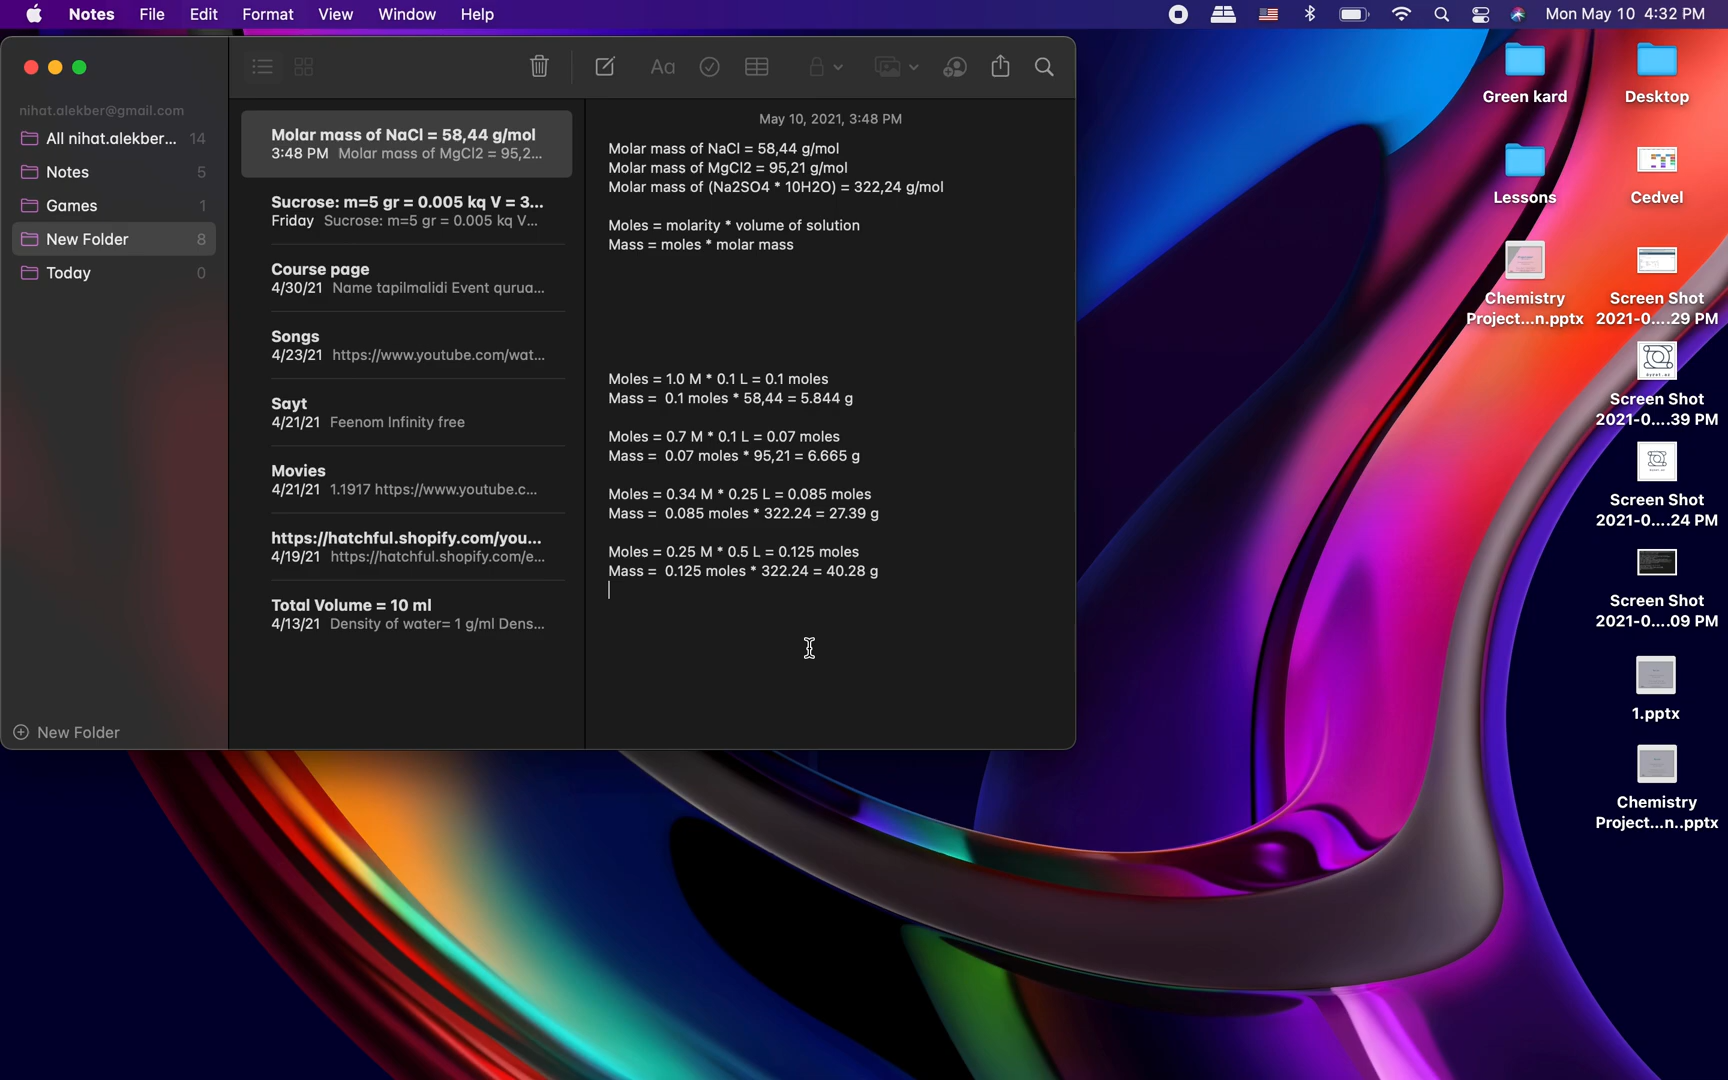 Notes File Edit Format View Window Help
Mon May 10 4:32 PM
nihat.alekber@gmail.com
All nihat.alekber... 14
Notes 5
Games 1
New Folder 8
Today 0
New Folder
Molar mass of NaCl = 58,44 g/mol
3:48 PM Molar mass of MgCl2 = 95,2...
Sucrose: m=5 gr = 0.005 kq V = 3...
Friday Sucrose: m=5 gr = 0.005 kq V...
Course page
4/30/21 Name tapilmalidi Event qurua...
Songs
4/23/21 https://www.youtube.com/wat...
Sayt
4/21/21 Feenom Infinity free
Movies
4/21/21 1.1917 https://www.youtube.c...
https://hatchful.shopify.com/you...
4/19/21 https://hatchful.shopify.com/e...
Total Volume = 10 ml
4/13/21 Density of water= 1 g/ml Dens...
Aa
May 10, 2021, 3:48 PM
Molar mass of NaCl = 58,44 g/mol
Molar mass of MgCl2 = 95,21 g/mol
Molar mass of (Na2SO4 * 10H2O) = 322,24 g/mol
Moles = molarity * volume of solution
Mass = moles * molar mass
Moles = 1.0 M * 0.1 L = 0.1 moles
Mass = 0.1 moles * 58,44 = 5.844 g
Moles = 0.7 M * 0.1 L = 0.07 moles
Mass = 0.07 moles * 95,21 = 6.665 g
Moles = 0.34 M * 0.25 L = 0.085 moles
Mass = 0.085 moles * 322.24 = 27.39 g
Moles = 0.25 M * 0.5 L = 0.125 moles
Mass = 0.125 moles * 322.24 = 40.28 g
Green kard
Desktop
Lessons
Cedvel
Chemistry
Project...n.pptx
Screen Shot
2021-0....29 PM
Screen Shot
2021-0....39 PM
Screen Shot
2021-0....24 PM
Screen Shot
2021-0....09 PM
1.pptx
Chemistry
Project...n..pptx